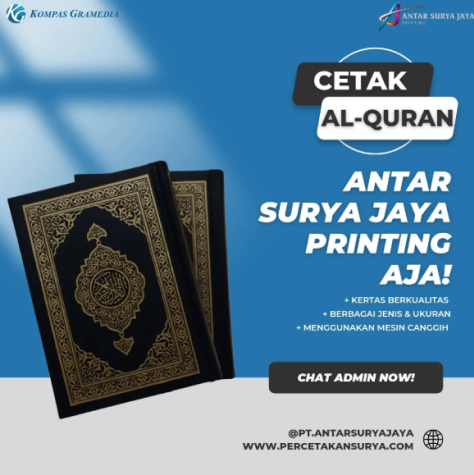 KOMPAS GRAMEDIA
ANTAR SURYA JAYA
PRINTING
CETAK
AL-QURAN
ANTAR
SURYA JAYA
PRINTING
AJA!
+ KERTAS BERKUALITAS
+ BERBAGAI JENIS & UKURAN
+ MENGGUNAKAN MESIN CANGGIH
CHAT ADMIN NOW!
@PT.ANTARSURYAJAYA
WWW.PERCETAKANSURYA.COM